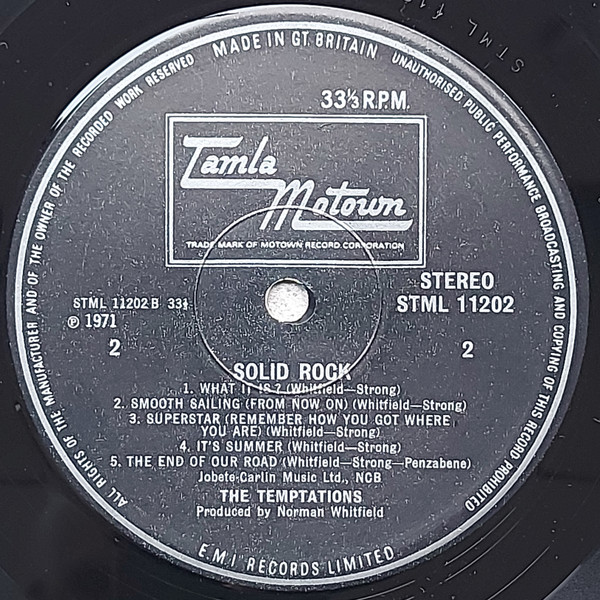 MADE IN GT. BRITAIN
UNAUTHORISED PUBLIC PERFORMANCE BROADCASTING AND COPYING OF THIS RECORD PROHIBITED
ALL RIGHTS OF THE MANUFACTURER AND OF THE OWNER OF THE RECORDED WORK RESERVED
STML
33⅓ R.P.M.
Tamla
Motown
TRADE MARK OF MOTOWN RECORD CORPORATION
STEREO
STML 11202
STML 11202 B 33⅓
℗ 1971
2
2
SOLID ROCK
1. WHAT IT IS? (Whitfield—Strong)
2. SMOOTH SAILING (FROM NOW ON) (Whitfield—Strong)
3. SUPERSTAR (REMEMBER HOW YOU GOT WHERE
YOU ARE) (Whitfield—Strong)
4. IT'S SUMMER (Whitfield—Strong)
5. THE END OF OUR ROAD (Whitfield—Strong—Penzabene)
Jobete-Carlin Music Ltd., NCB
THE TEMPTATIONS
Produced by Norman Whitfield
E.M.I. RECORDS LIMITED